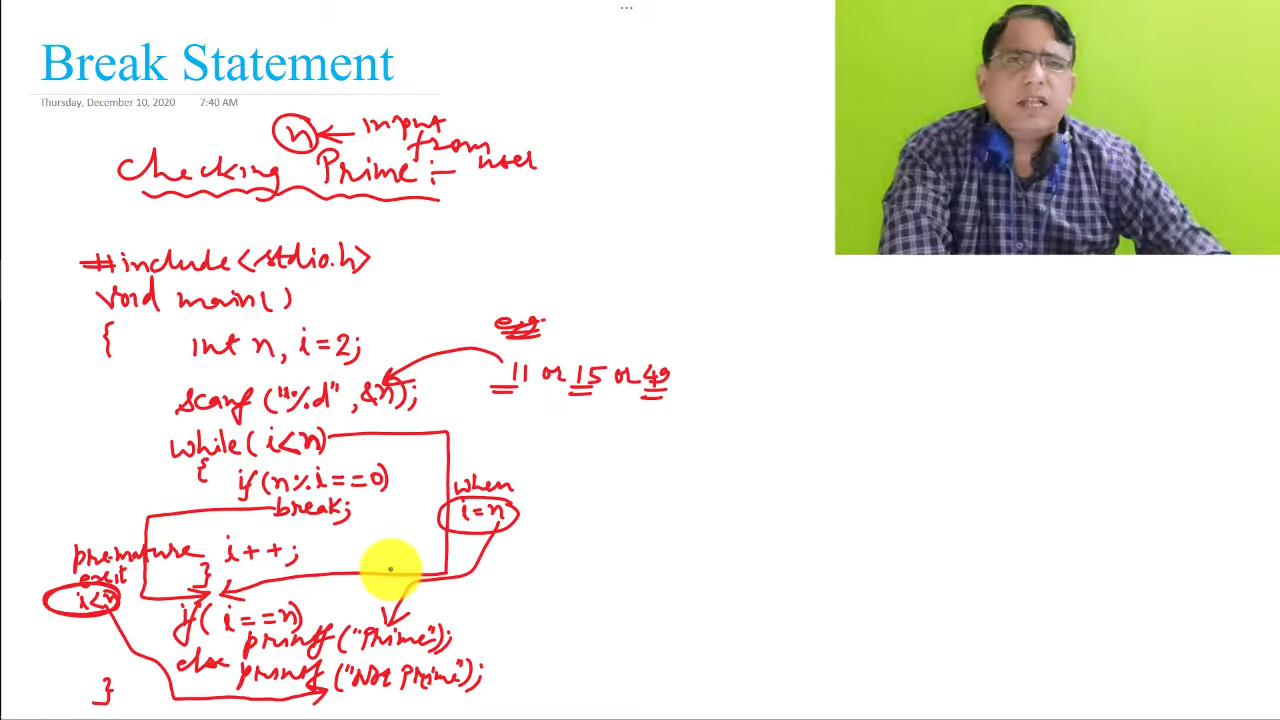 Break Statement
Thursday, December 10, 2020 7:40 AM
n ← input
from
user
Checking Prime :-
#include<stdio.h>
void main()
{ int n, i=2;
e.g.
11 or 15 or 49
scanf ("%d", &n);
while(i<n)
{ if(n%i==0)
break;
when
i=n
premature
exit
i<n
i++;
}
if(i==n)
printf("Prime");
else printf("Not Prime");
}